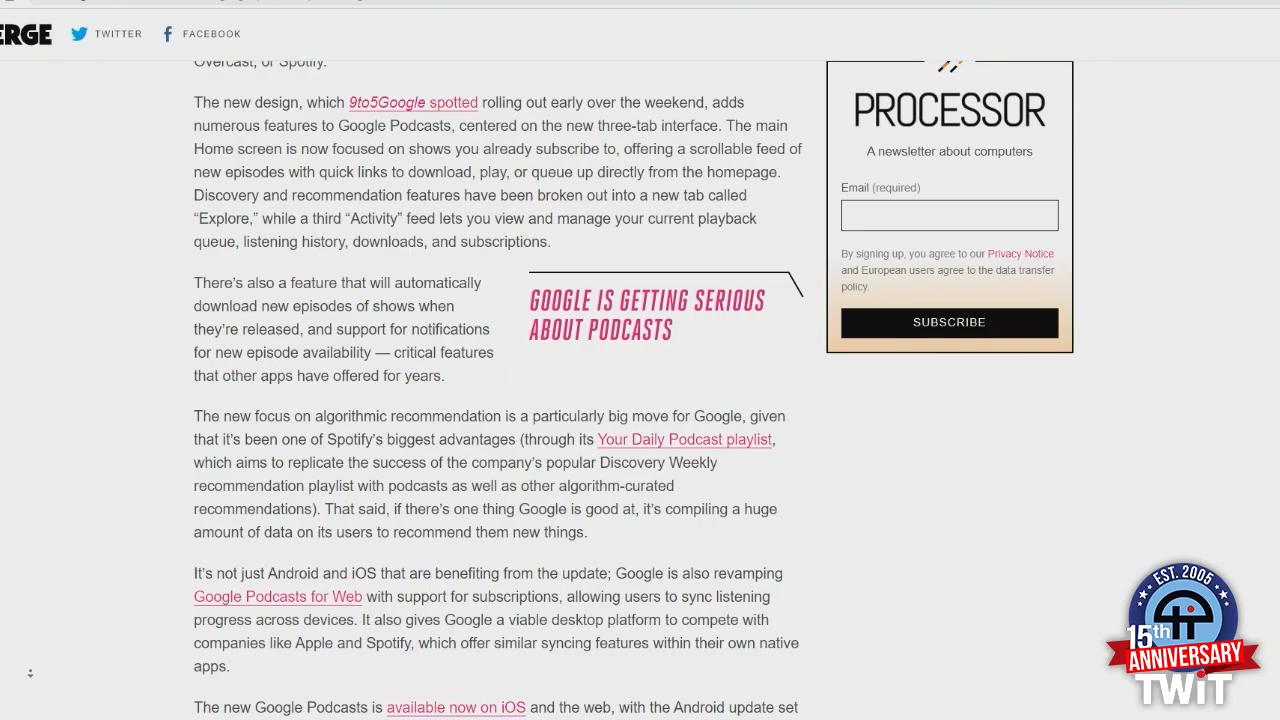 ERGE
TWITTER
FACEBOOK
Overcast, or Spotify.
The new design, which 9to5Google spotted rolling out early over the weekend, adds
numerous features to Google Podcasts, centered on the new three-tab interface. The main
Home screen is now focused on shows you already subscribe to, offering a scrollable feed of
new episodes with quick links to download, play, or queue up directly from the homepage.
Discovery and recommendation features have been broken out into a new tab called
“Explore,” while a third “Activity” feed lets you view and manage your current playback
queue, listening history, downloads, and subscriptions.
There’s also a feature that will automatically
download new episodes of shows when
they’re released, and support for notifications
for new episode availability — critical features
that other apps have offered for years.
GOOGLE IS GETTING SERIOUS
ABOUT PODCASTS
The new focus on algorithmic recommendation is a particularly big move for Google, given
that it’s been one of Spotify’s biggest advantages (through its Your Daily Podcast playlist,
which aims to replicate the success of the company’s popular Discovery Weekly
recommendation playlist with podcasts as well as other algorithm-curated
recommendations). That said, if there’s one thing Google is good at, it’s compiling a huge
amount of data on its users to recommend them new things.
It’s not just Android and iOS that are benefiting from the update; Google is also revamping
Google Podcasts for Web with support for subscriptions, allowing users to sync listening
progress across devices. It also gives Google a viable desktop platform to compete with
companies like Apple and Spotify, which offer similar syncing features within their own native
apps.
The new Google Podcasts is available now on iOS and the web, with the Android update set
PROCESSOR
A newsletter about computers
Email (required)
By signing up, you agree to our Privacy Notice
and European users agree to the data transfer
policy.
SUBSCRIBE
EST. 2005
15th
ANNIVERSARY
TWiT